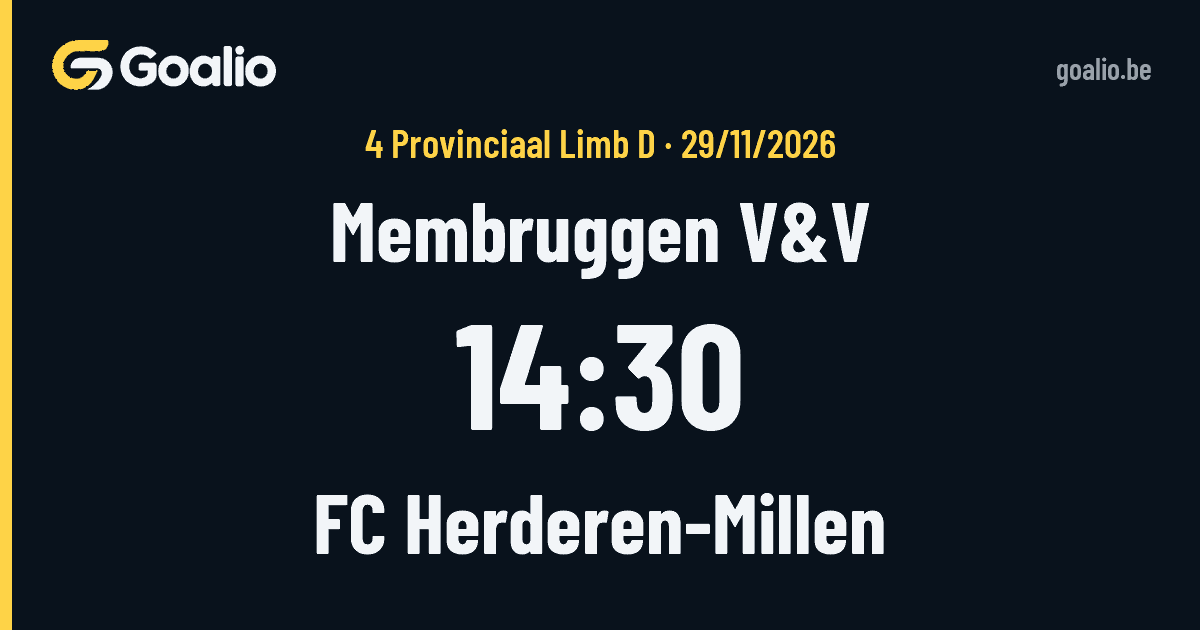 Goalio
goalio.be
4 Provinciaal Limb D · 29/11/2026
Membruggen V&V
14:30
FC Herderen-Millen